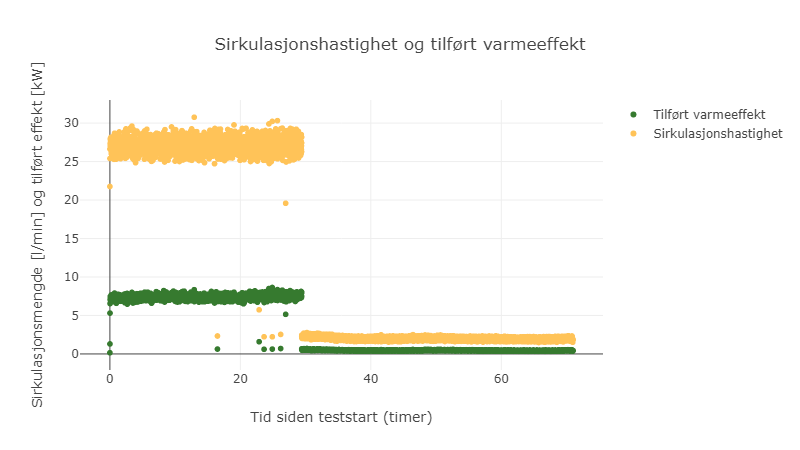 Sirkulasjonshastighet og tilført varmeeffekt
Sirkulasjonsmengde [l/min] og tilført effekt [kW]
30
25
20
15
10
5
0
0
20
40
60
Tid siden teststart (timer)
Tilført varmeeffekt
Sirkulasjonshastighet